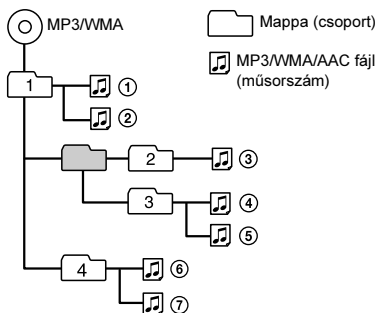 MP3/WMA
Mappa (csoport)
MP3/WMA/AAC fájl
(műsorszám)
1
①
②
2
③
3
④
⑤
4
⑥
⑦